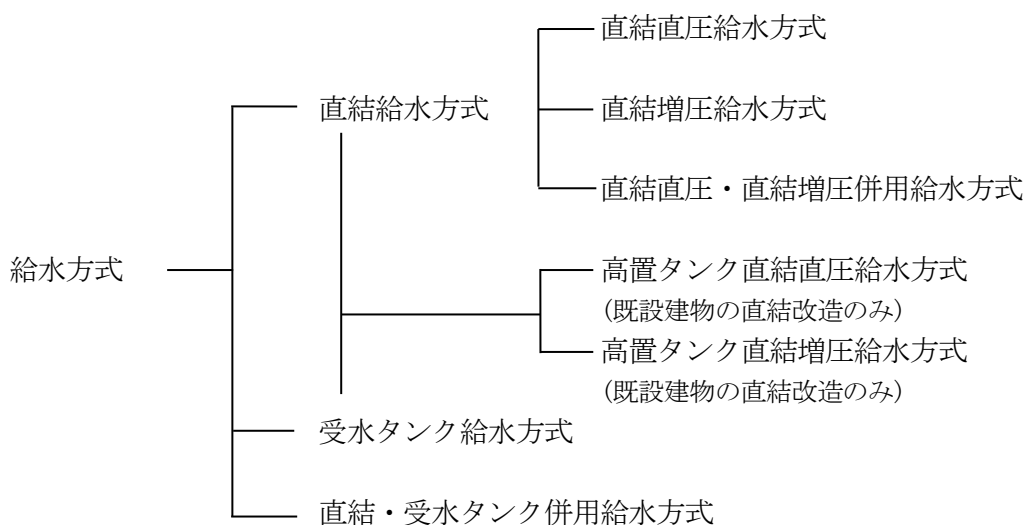 直結直圧給水方式
直結給水方式
直結増圧給水方式
直結直圧・直結増圧併用給水方式
給水方式
高置タンク直結直圧給水方式
(既設建物の直結改造のみ)
高置タンク直結増圧給水方式
(既設建物の直結改造のみ)
受水タンク給水方式
直結・受水タンク併用給水方式